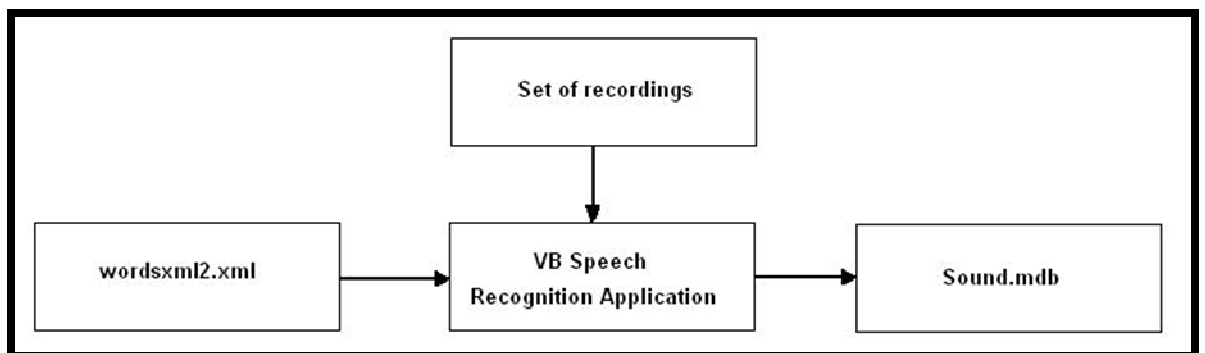 Set of recordings
wordsxml2.xml
VB Speech
Recognition Application
Sound.mdb